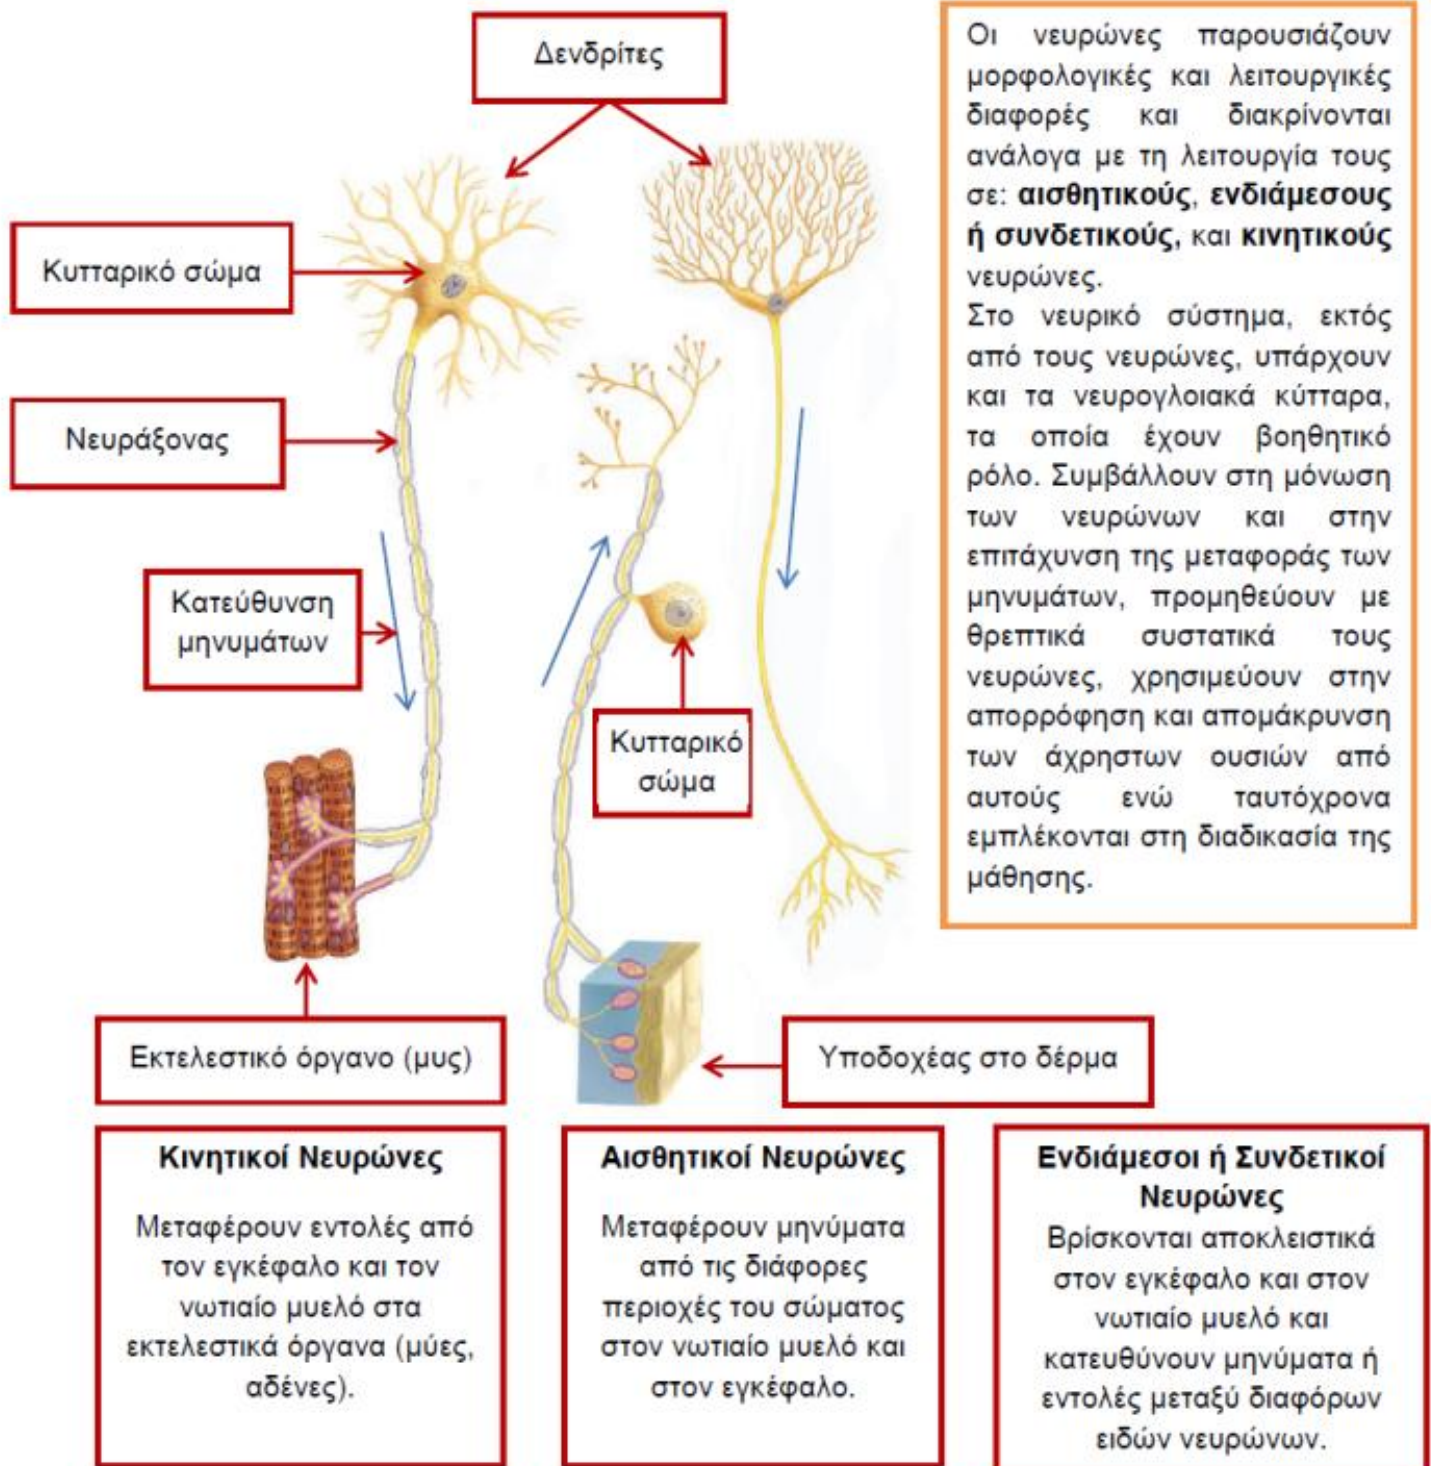 Δενδρίτες
Κυτταρικό σώμα
Νευράξονας
Κατεύθυνση
μηνυμάτων
Κυτταρικό
σώμα
Εκτελεστικό όργανο (μυς)
Υποδοχέας στο δέρμα
Οι νευρώνες παρουσιάζουν
μορφολογικές και λειτουργικές
διαφορές και διακρίνονται
ανάλογα με τη λειτουργία τους
σε: αισθητικούς, ενδιάμεσους
ή συνδετικούς, και κινητικούς
νευρώνες.
Στο νευρικό σύστημα, εκτός
από τους νευρώνες, υπάρχουν
και τα νευρογλοιακά κύτταρα,
τα οποία έχουν βοηθητικό
ρόλο. Συμβάλλουν στη μόνωση
των νευρώνων και στην
επιτάχυνση της μεταφοράς των
μηνυμάτων, προμηθεύουν με
θρεπτικά συστατικά τους
νευρώνες, χρησιμεύουν στην
απορρόφηση και απομάκρυνση
των άχρηστων ουσιών από
αυτούς ενώ ταυτόχρονα
εμπλέκονται στη διαδικασία της
μάθησης.
Κινητικοί Νευρώνες
Μεταφέρουν εντολές από
τον εγκέφαλο και τον
νωτιαίο μυελό στα
εκτελεστικά όργανα (μύες,
αδένες).
Αισθητικοί Νευρώνες
Μεταφέρουν μηνύματα
από τις διάφορες
περιοχές του σώματος
στον νωτιαίο μυελό και
στον εγκέφαλο.
Ενδιάμεσοι ή Συνδετικοί
Νευρώνες
Βρίσκονται αποκλειστικά
στον εγκέφαλο και στον
νωτιαίο μυελό και
κατευθύνουν μηνύματα ή
εντολές μεταξύ διαφόρων
ειδών νευρώνων.